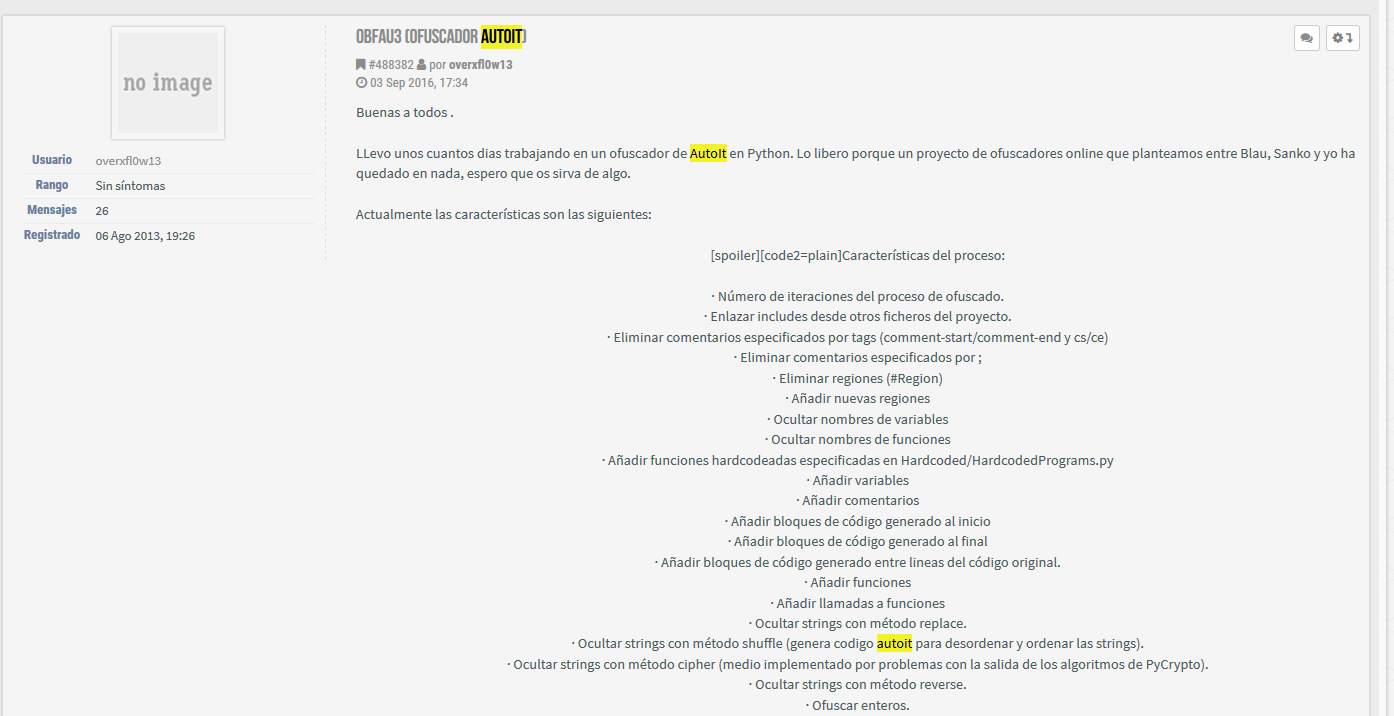 no image
Usuario overxfl0w13
Rango Sin síntomas
Mensajes 26
Registrado 06 Ago 2013, 19:26
OBFAU3 (OFUSCADOR AUTOIT)
#488382 por overxfl0w13
03 Sep 2016, 17:34
Buenas a todos .
LLevo unos cuantos dias trabajando en un ofuscador de AutoIt en Python. Lo libero porque un proyecto de ofuscadores online que planteamos entre Blau, Sanko y yo ha
quedado en nada, espero que os sirva de algo.
Actualmente las características son las siguientes:
[spoiler][code2=plain]Características del proceso:
· Número de iteraciones del proceso de ofuscado.
· Enlazar includes desde otros ficheros del proyecto.
· Eliminar comentarios especificados por tags (comment-start/comment-end y cs/ce)
· Eliminar comentarios especificados por ;
· Eliminar regiones (#Region)
· Añadir nuevas regiones
· Ocultar nombres de variables
· Ocultar nombres de funciones
· Añadir funciones hardcodeadas especificadas en Hardcoded/HardcodedPrograms.py
· Añadir variables
· Añadir comentarios
· Añadir bloques de código generado al inicio
· Añadir bloques de código generado al final
· Añadir bloques de código generado entre lineas del código original.
· Añadir funciones
· Añadir llamadas a funciones
· Ocultar strings con método replace.
· Ocultar strings con método shuffle (genera codigo autoit para desordenar y ordenar las strings).
· Ocultar strings con método cipher (medio implementado por problemas con la salida de los algoritmos de PyCrypto).
· Ocultar strings con método reverse.
· Ofuscar enteros.